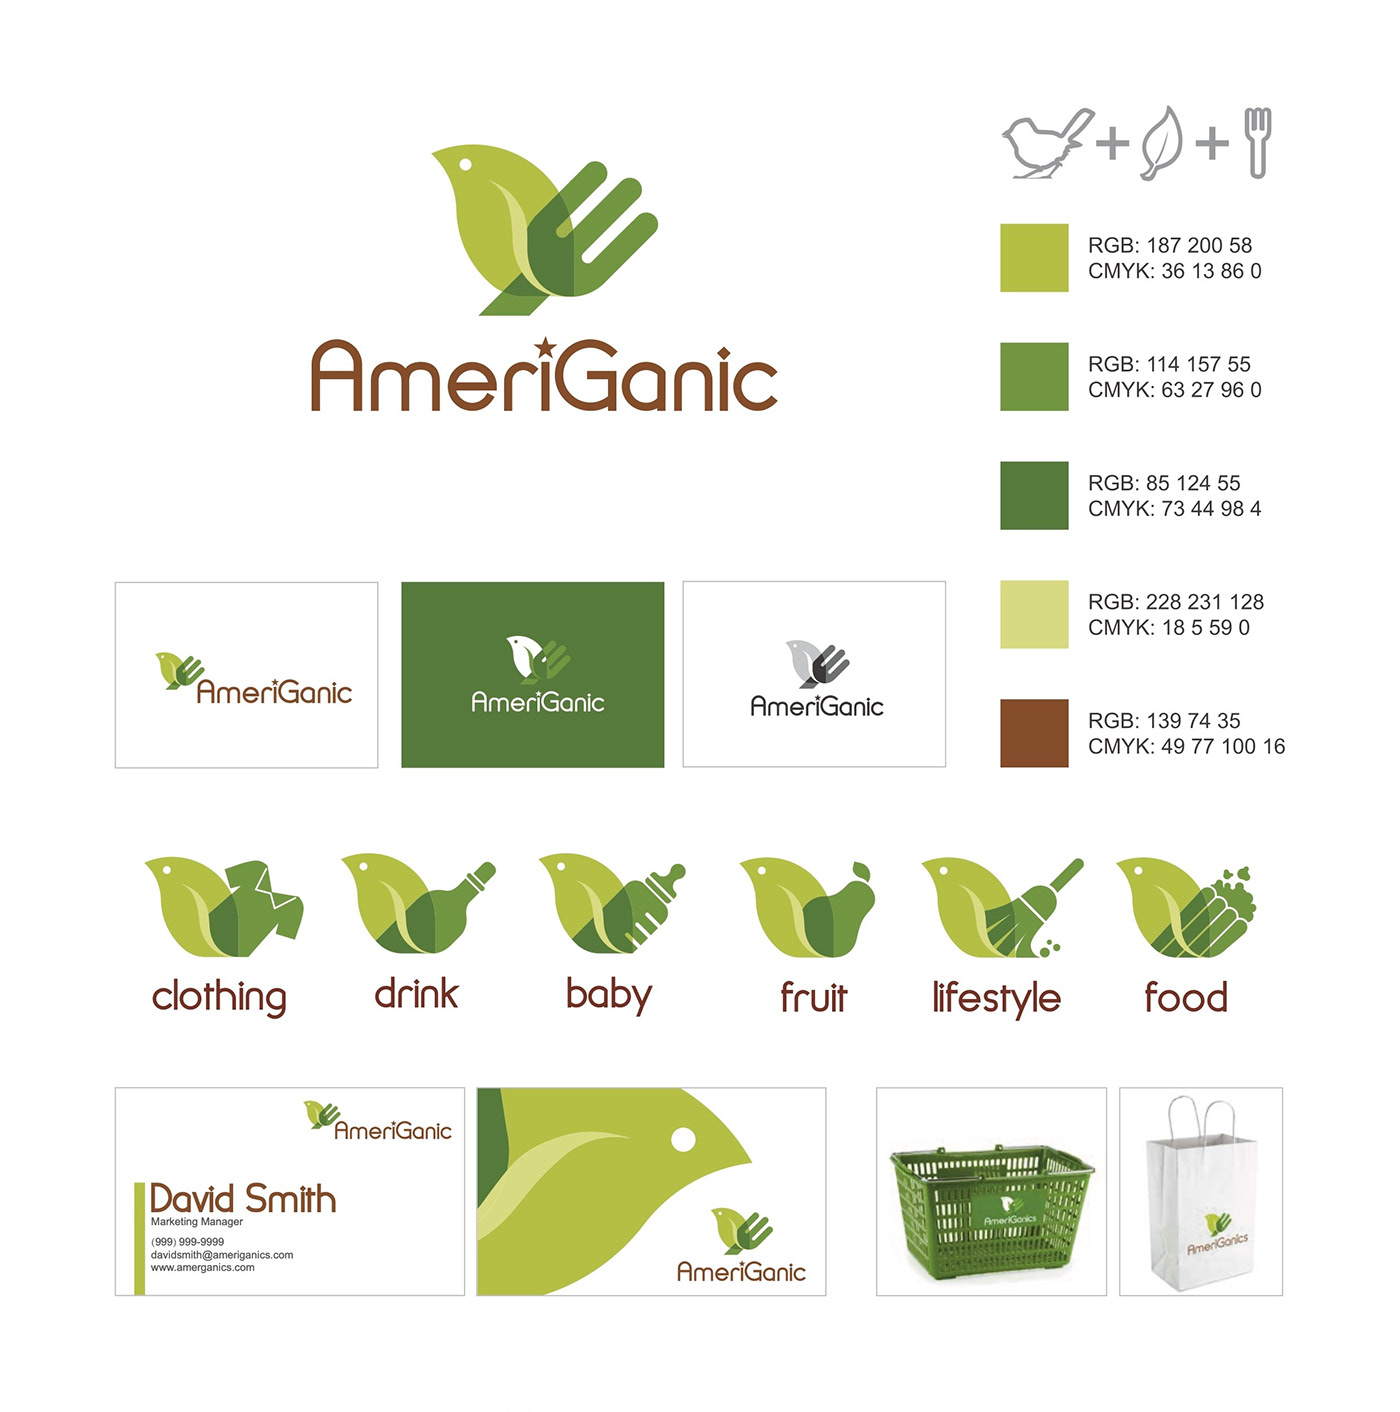 AmeriGanic
RGB: 187 200 58
CMYK: 36 13 86 0
RGB: 114 157 55
CMYK: 63 27 96 0
RGB: 85 124 55
CMYK: 73 44 98 4
RGB: 228 231 128
CMYK: 18 5 59 0
RGB: 139 74 35
CMYK: 49 77 100 16
AmeriGanic
AmeriGanic
AmeriGanic
clothing
drink
baby
fruit
lifestyle
food
AmeriGanic
David Smith
Marketing Manager
(999) 999-9999
davidsmith@ameriganics.com
www.amerganics.com
AmeriGanic
AmeriGanics
AmeriGanics